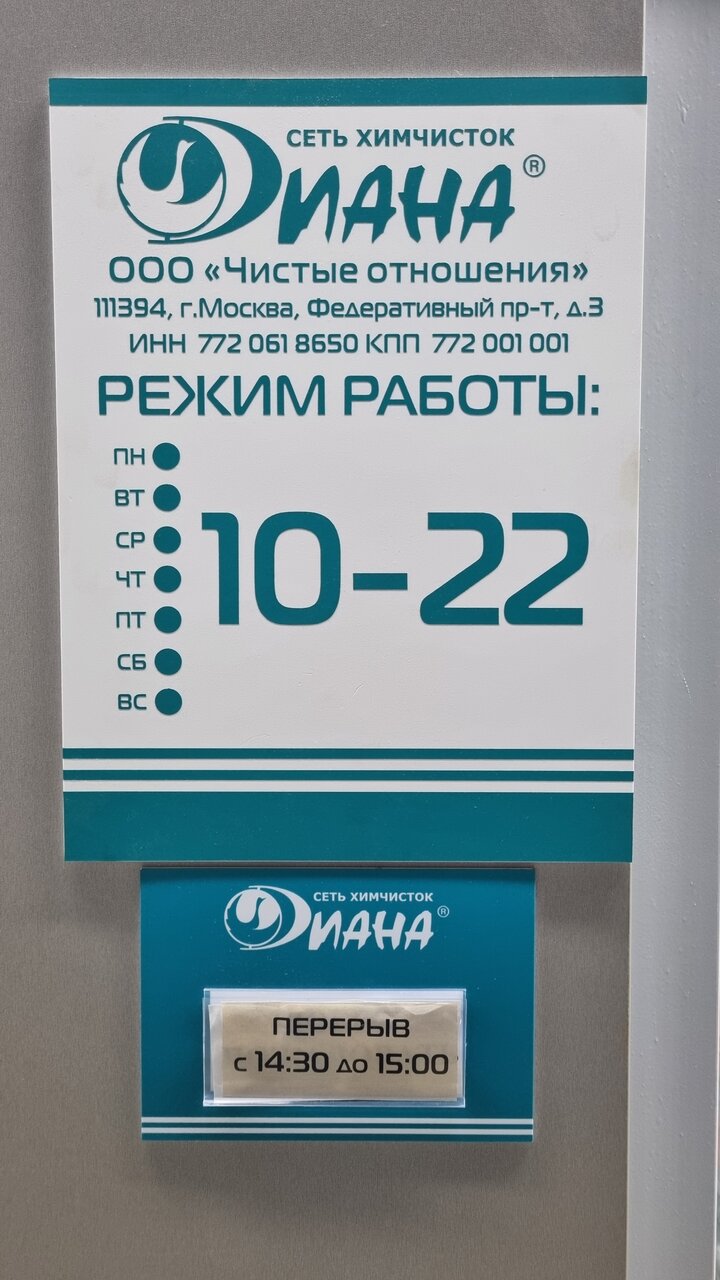 СЕТЬ ХИМЧИСТОК
ДИАНА®
ООО «Чистые отношения»
111394, г.Москва, Федеративный пр-т, д.3
ИНН 772 061 8650 КПП 772 001 001
РЕЖИМ РАБОТЫ:
ПН
ВТ
СР
ЧТ
ПТ
СБ
ВС
10-22
СЕТЬ ХИМЧИСТОК
ДИАНА®
ПЕРЕРЫВ
с 14:30 до 15:00